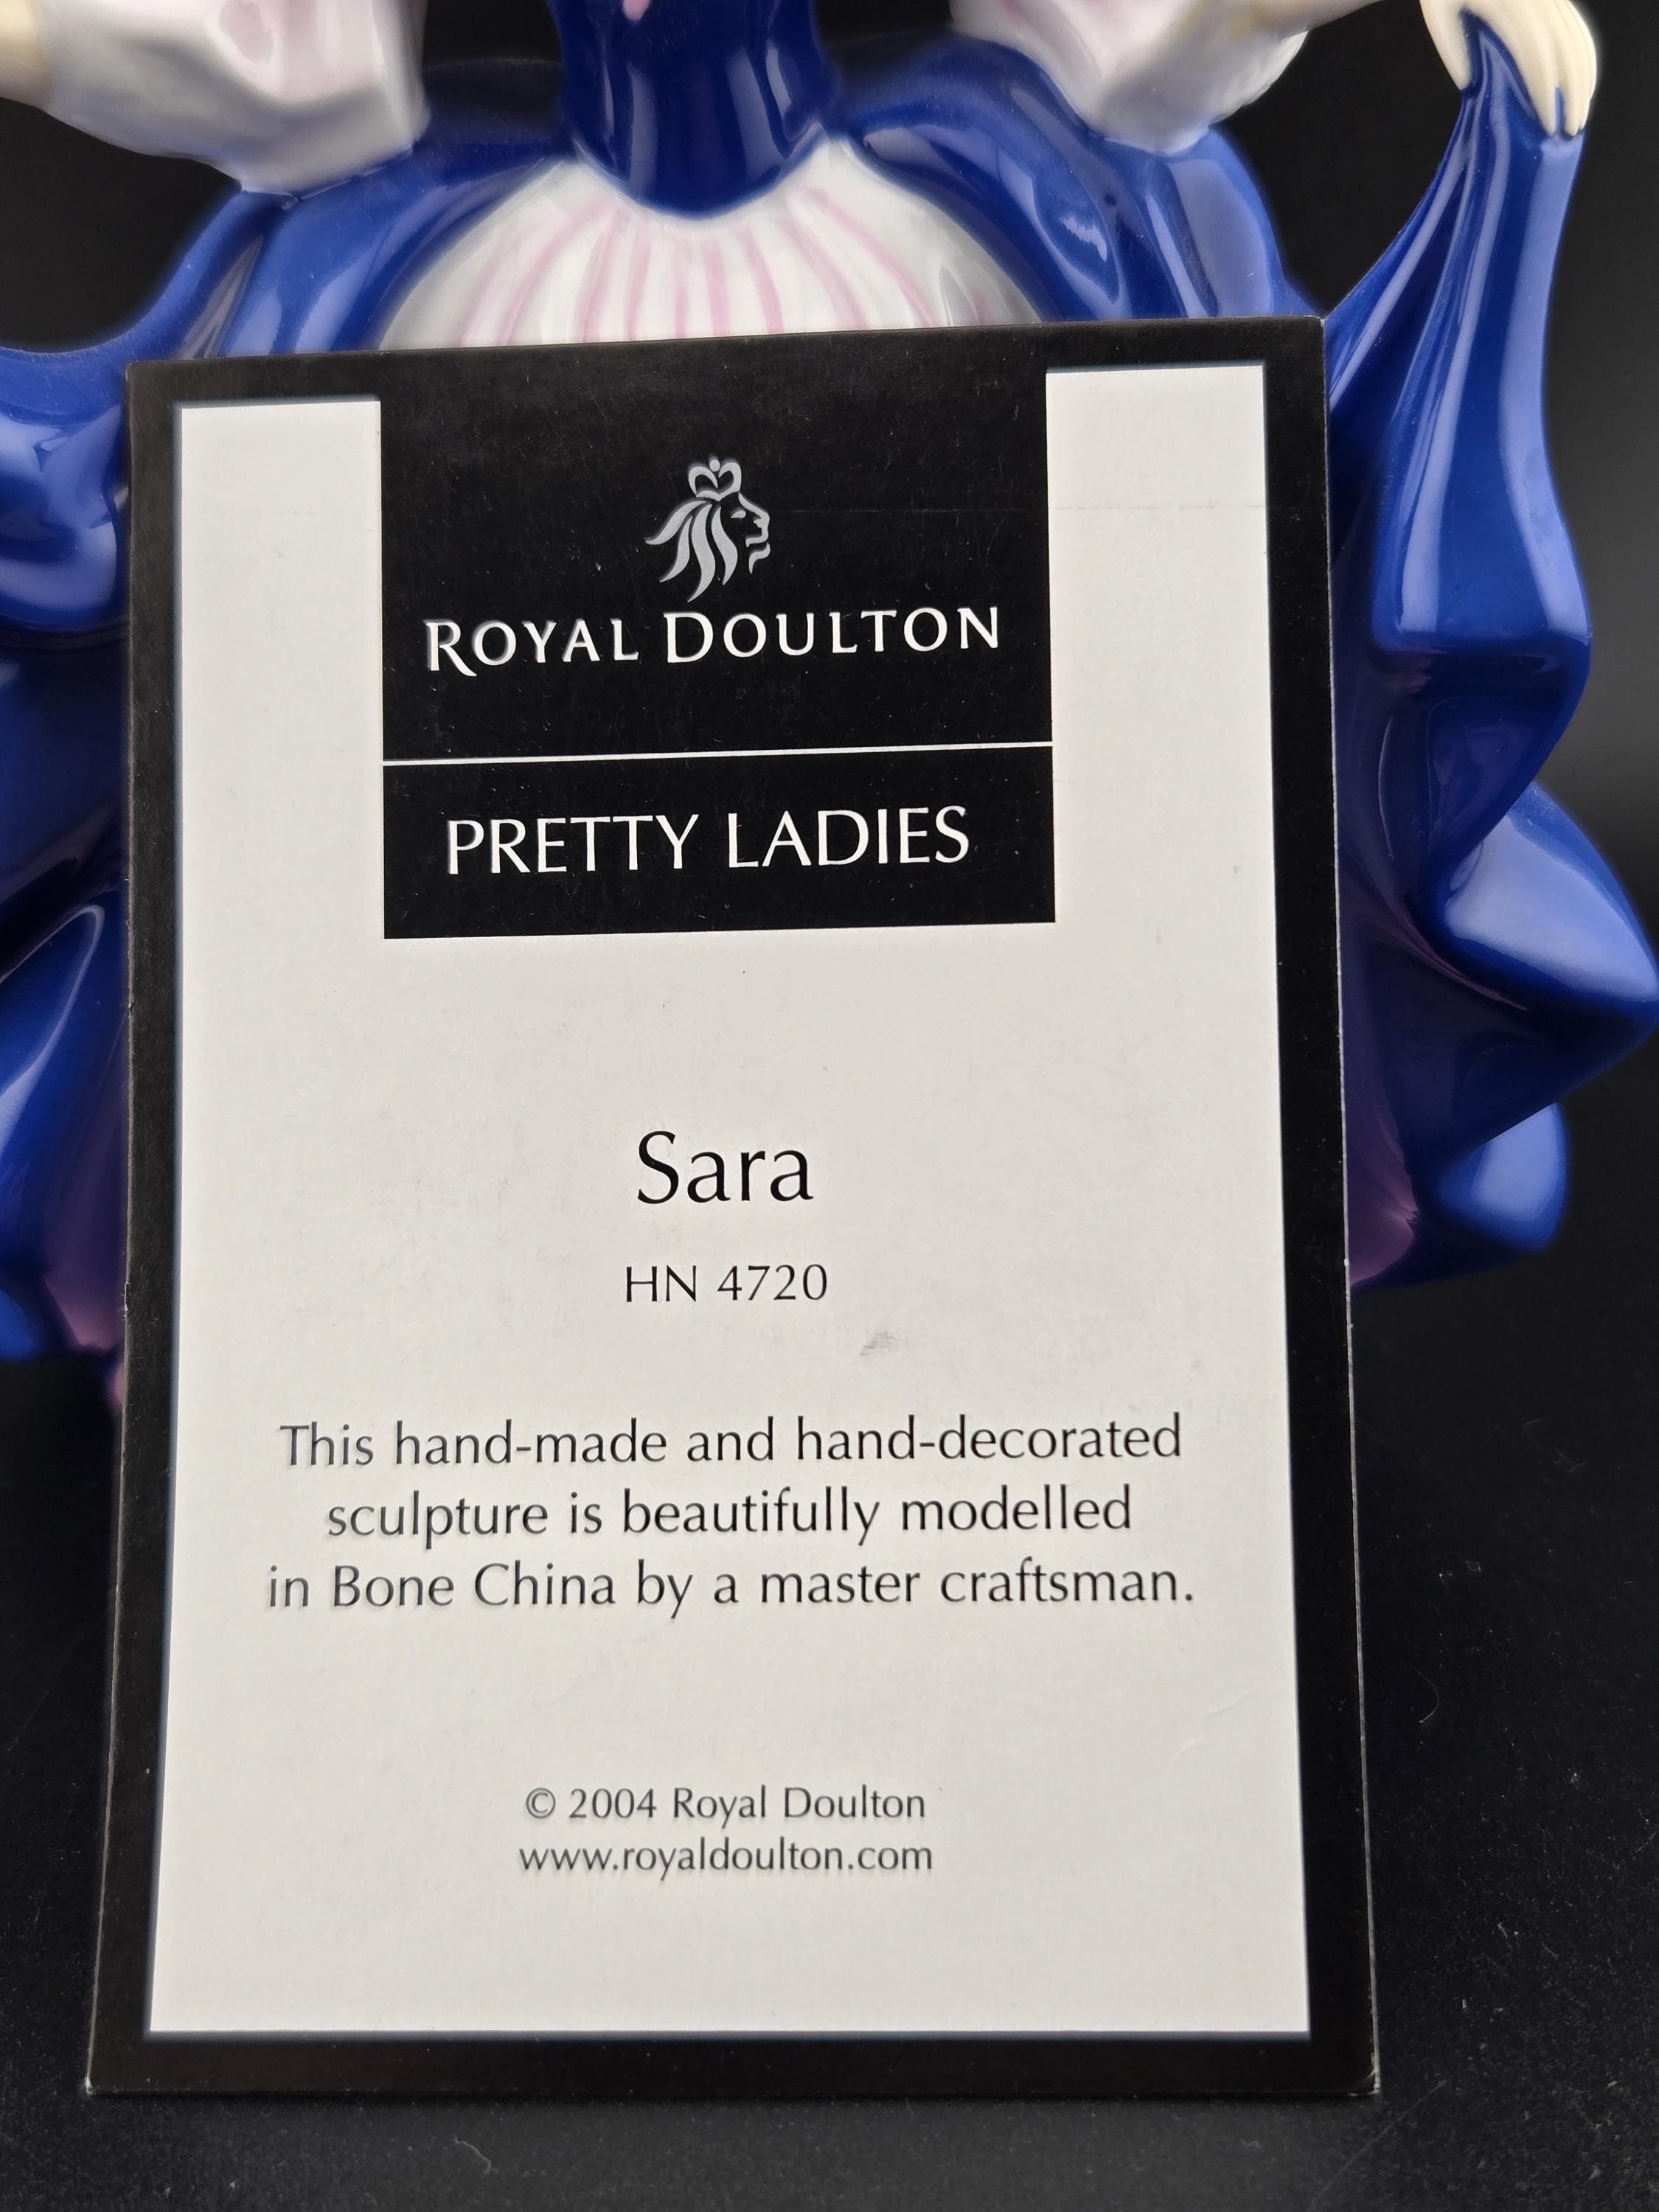 ROYAL DOULTON
PRETTY LADIES
Sara
HN 4720
This hand-made and hand-decorated
sculpture is beautifully modelled
in Bone China by a master craftsman.
© 2004 Royal Doulton
www.royaldoulton.com